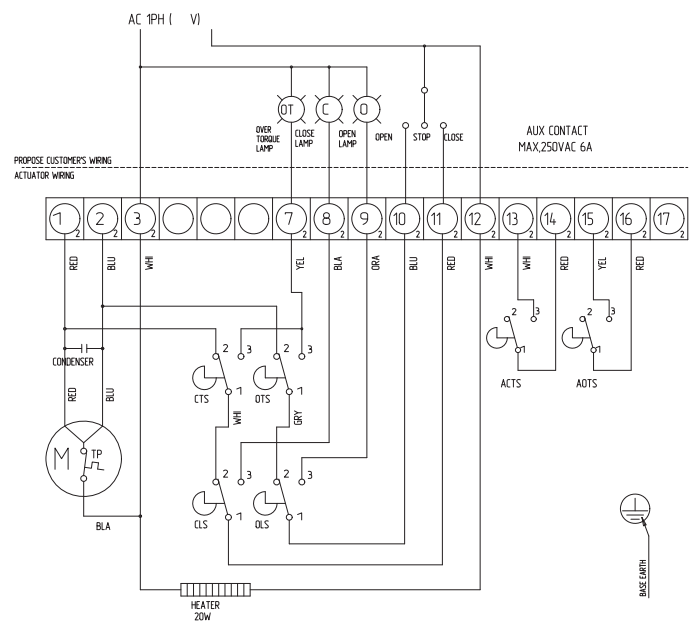 AC 1PH ( V)
OT
C
O
OVER
TORQUE
LAMP
CLOSE
LAMP
OPEN
LAMP
OPEN
STOP
CLOSE
AUX CONTACT
MAX,250VAC 6A
PROPOSE CUSTOMER'S WIRING
ACTUATOR WIRING
1 2 3 7 8 9 10 11 12 13 14 15 16 17
2 2 2 2 2 2 2 2 2 2 2 2 2 2
RED
BLU
WHI
YEL
BLA
ORA
BLU
RED
WHI
WHI
RED
YEL
RED
2 3
1
ACTS
2 3
1
AOTS
CONDENSER
2 3
1
CTS
2 3
1
OTS
RED
BLU
WHI
GRY
M
TP
BLA
2 3
1
CLS
2 3
1
OLS
HEATER
20W
BASE EARTH